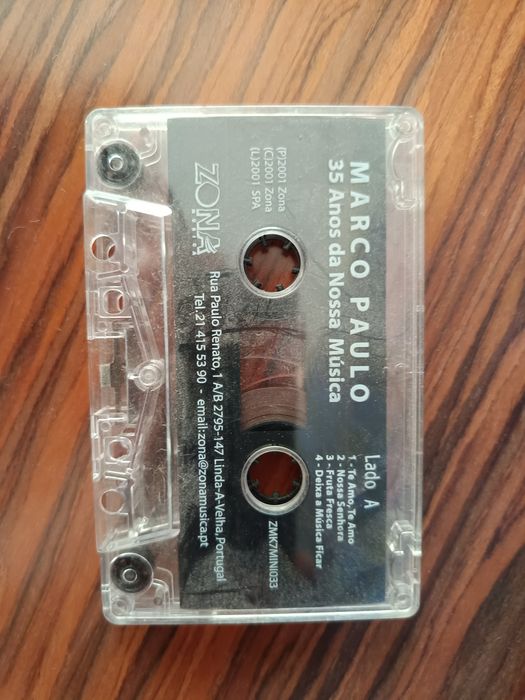 MARCO PAULO
35 Anos da Nossa Música
Lado A
1 - Te Amo, Te Amo
2 - Nossa Senhora
3 - Fruta Fresca
4 - Deixa a Música Ficar
(P)2001 Zona
(C)2001 Zona
(L)2001 SPA
ZMK7MINI033
ZONA
Rua Paulo Renato, 1 A/B 2795-147 Linda-A-Velha, Portugal
Tel. 21 415 53 90 - email:zona@zonamusica.pt